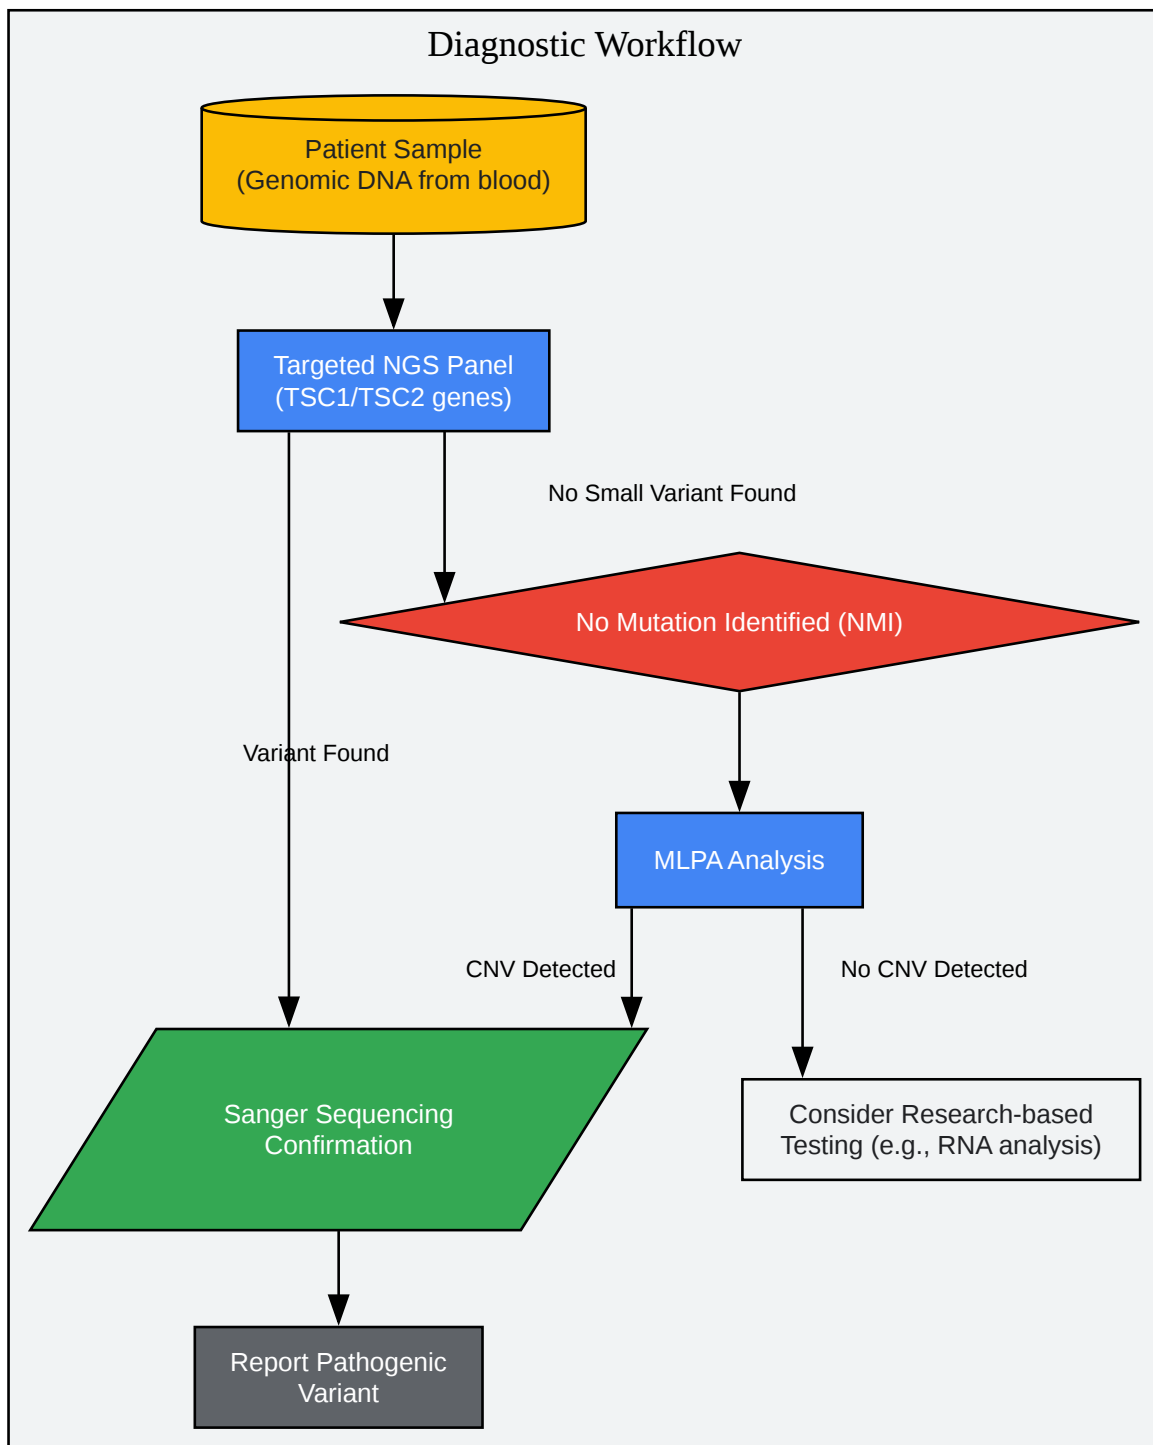 Diagnostic Workflow
Patient Sample
(Genomic DNA from blood)
Targeted NGS Panel
(TSC1/TSC2 genes)
No Small Variant Found
No Mutation Identified (NMI)
Variant Found
MLPA Analysis
CNV Detected
No CNV Detected
Sanger Sequencing
Confirmation
Consider Research-based
Testing (e.g., RNA analysis)
Report Pathogenic
Variant